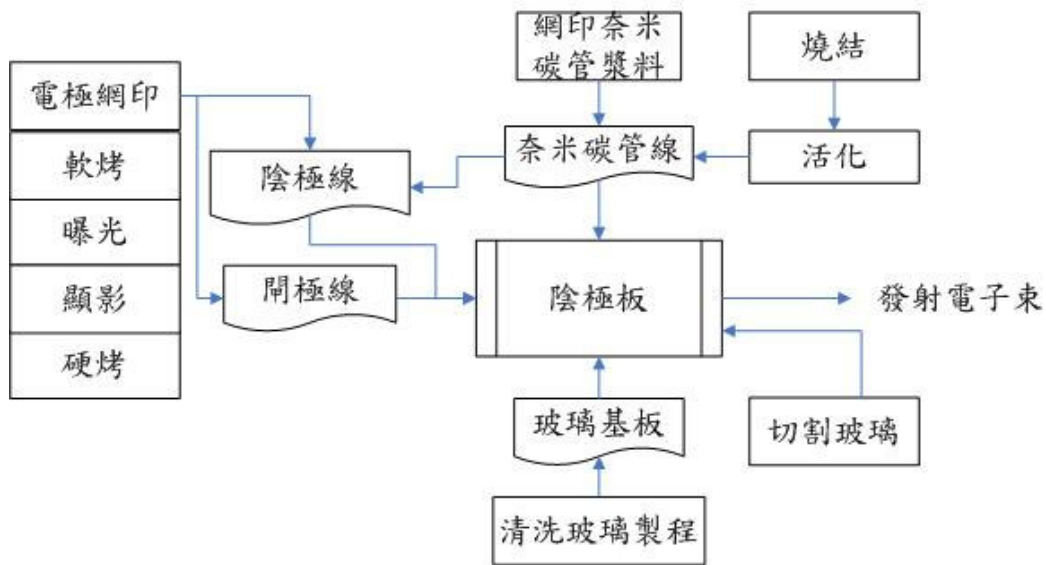 電極網印
軟烤
曝光
顯影
硬烤
陰極線
閘極線
網印奈米
碳管漿料
奈米碳管線
燒結
活化
陰極板
發射電子束
玻璃基板
清洗玻璃製程
切割玻璃